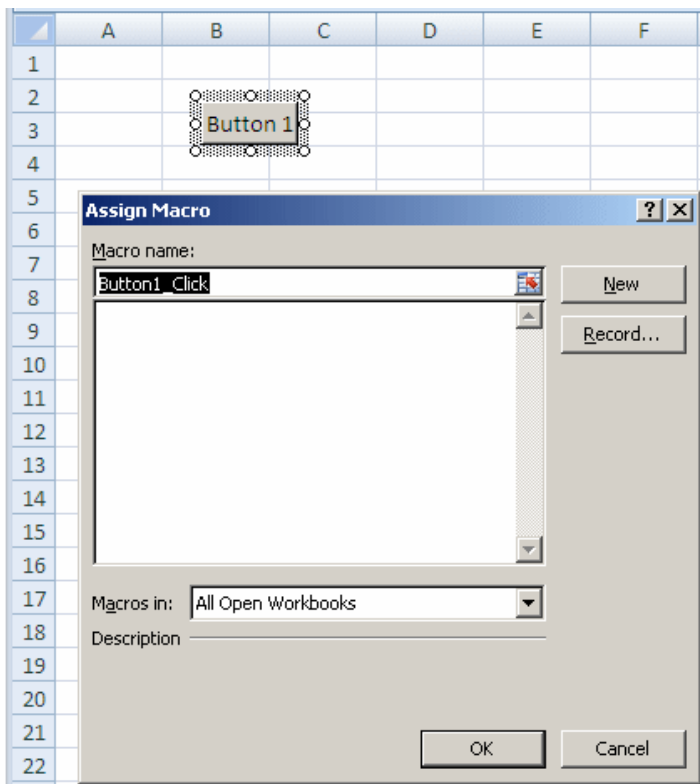 A B C D E F
1
2
3 Button 1
4
5
Assign Macro ? X
6
Macro name:
7
Button1_Click New
8
9 Record...
10
11
12
13
14
15
16
17 Macros in: All Open Workbooks
18 Description
19
20
21 OK Cancel
22